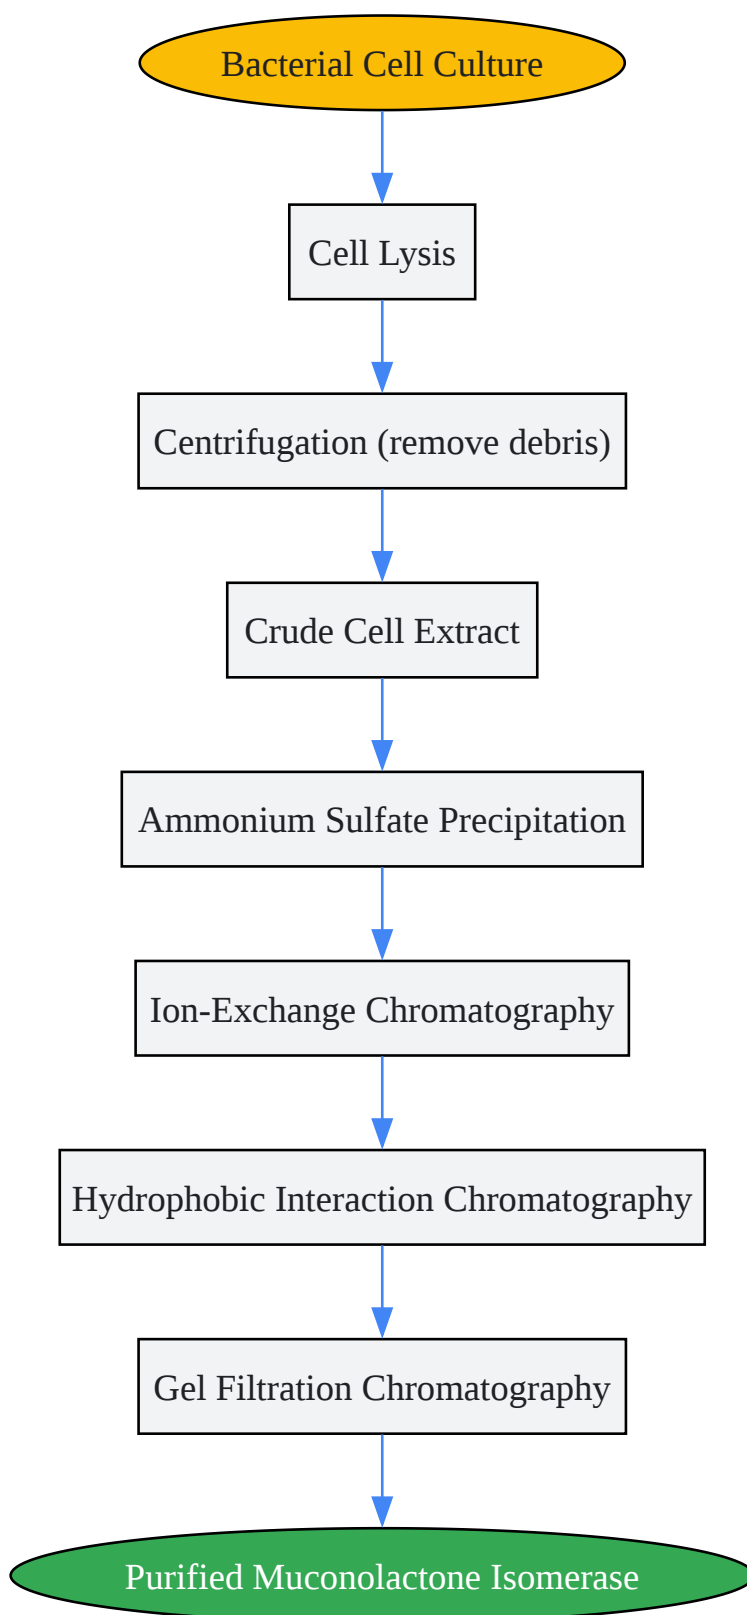 Bacterial Cell Culture
Cell Lysis
Centrifugation (remove debris)
Crude Cell Extract
Ammonium Sulfate Precipitation
Ion-Exchange Chromatography
Hydrophobic Interaction Chromatography
Gel Filtration Chromatography
Purified Muconolactone Isomerase